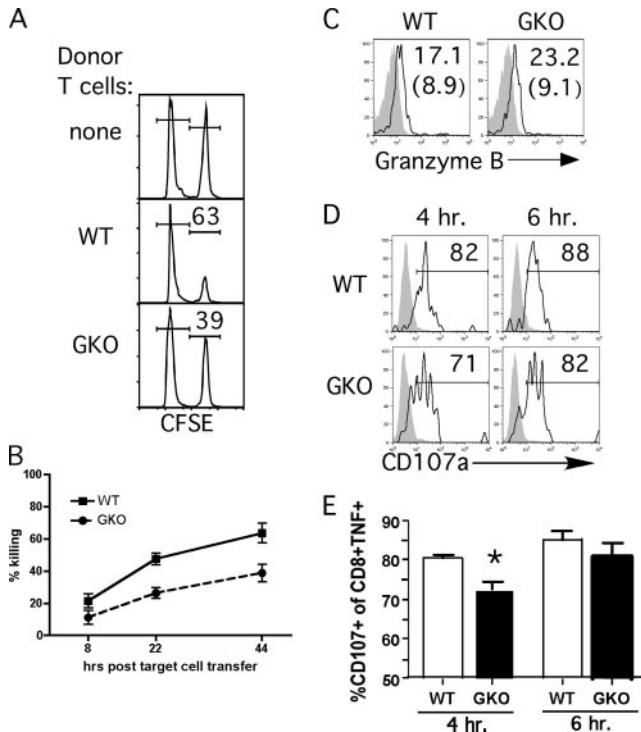 A
Donor
T cells:
none
WT
63
GKO
39
CFSE
B
100
80
60
40
20
0
% killing
WT
GKO
8
22
44
hrs post target cell transfer
C
WT
GKO
17.1
(8.9)
23.2
(9.1)
Granzyme B
D
4 hr.
6 hr.
WT
82
88
GKO
71
82
CD107a
E
90
80
70
60
50
%CD107+ of CD8+TNF+
*
WT GKO WT GKO
4 hr. 6 hr.